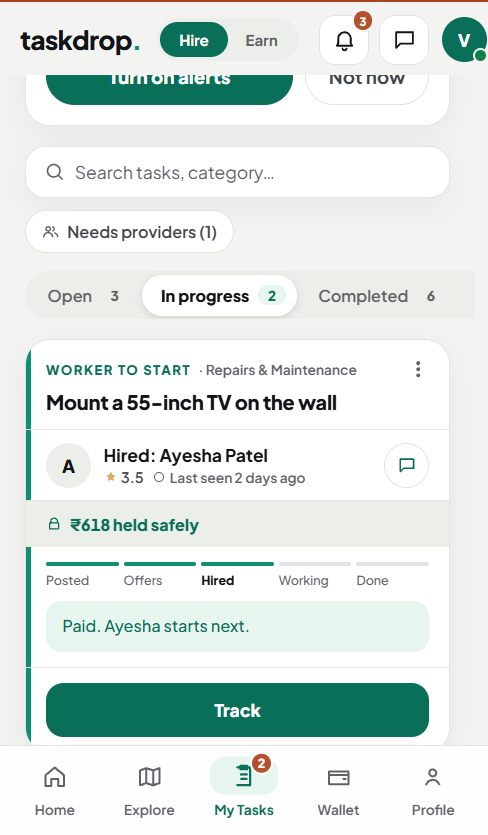 taskdrop.
Hire
Earn
3
V
Turn on alerts
Not now
Search tasks, category...
Needs providers (1)
Open 3
In progress 2
Completed 6
WORKER TO START · Repairs & Maintenance
Mount a 55-inch TV on the wall
A
Hired: Ayesha Patel
3.5 Last seen 2 days ago
₹618 held safely
Posted Offers Hired Working Done
Paid. Ayesha starts next.
Track
2
Home Explore My Tasks Wallet Profile